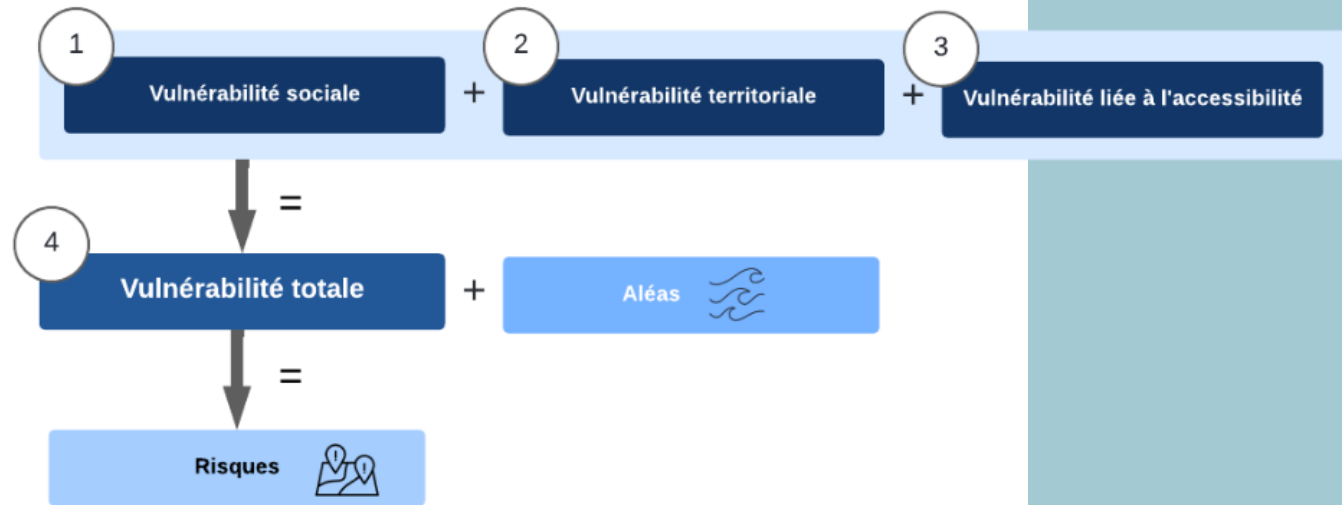 1
Vulnérabilité sociale
+
2
Vulnérabilité territoriale
+
3
Vulnérabilité liée à l'accessibilité
=
4
Vulnérabilité totale
+
Aléas
=
Risques
! !